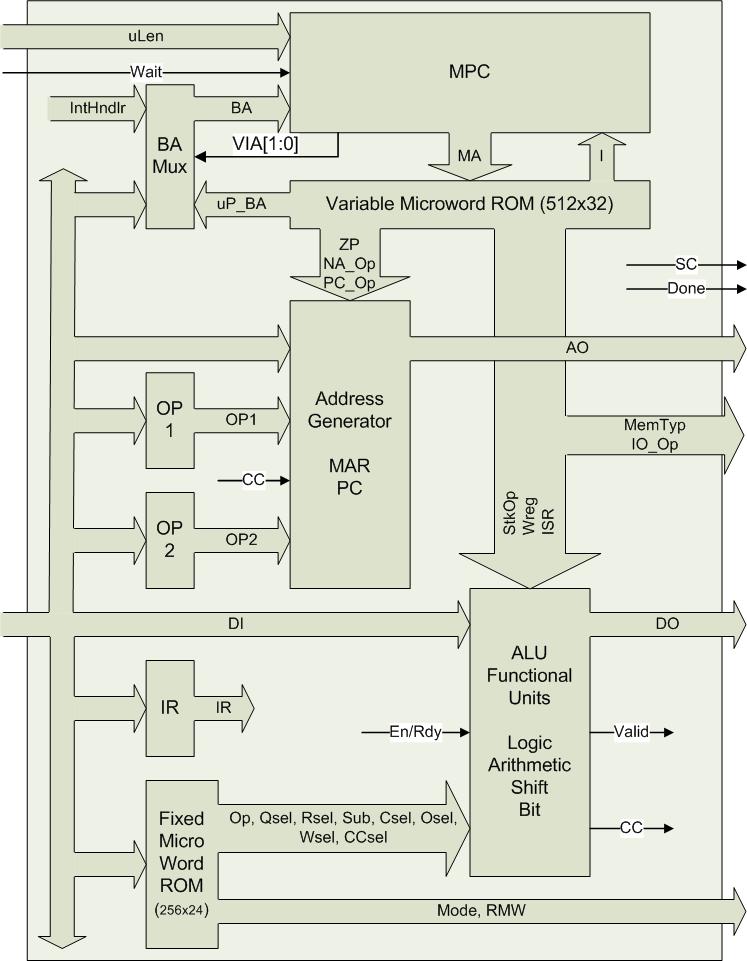 uLen
MPC
Wait
IntHndlr
BA
BA
Mux
VIA[1:0]
MA
I
uP_BA
Variable Microword ROM (512x32)
ZP
NA_Op
PC_Op
SC
Done
AO
Address
Generator
MAR
PC
OP
1
OP1
MemTyp
IO_Op
CC
StkOp
Wreg
ISR
OP
2
OP2
DI
DO
ALU
Functional
Units
Logic
Arithmetic
Shift
Bit
IR
IR
En/Rdy
Valid
Fixed
Micro
Word
ROM
(256x24)
Op, Qsel, Rsel, Sub, Csel, Osel,
Wsel, CCsel
CC
Mode, RMW